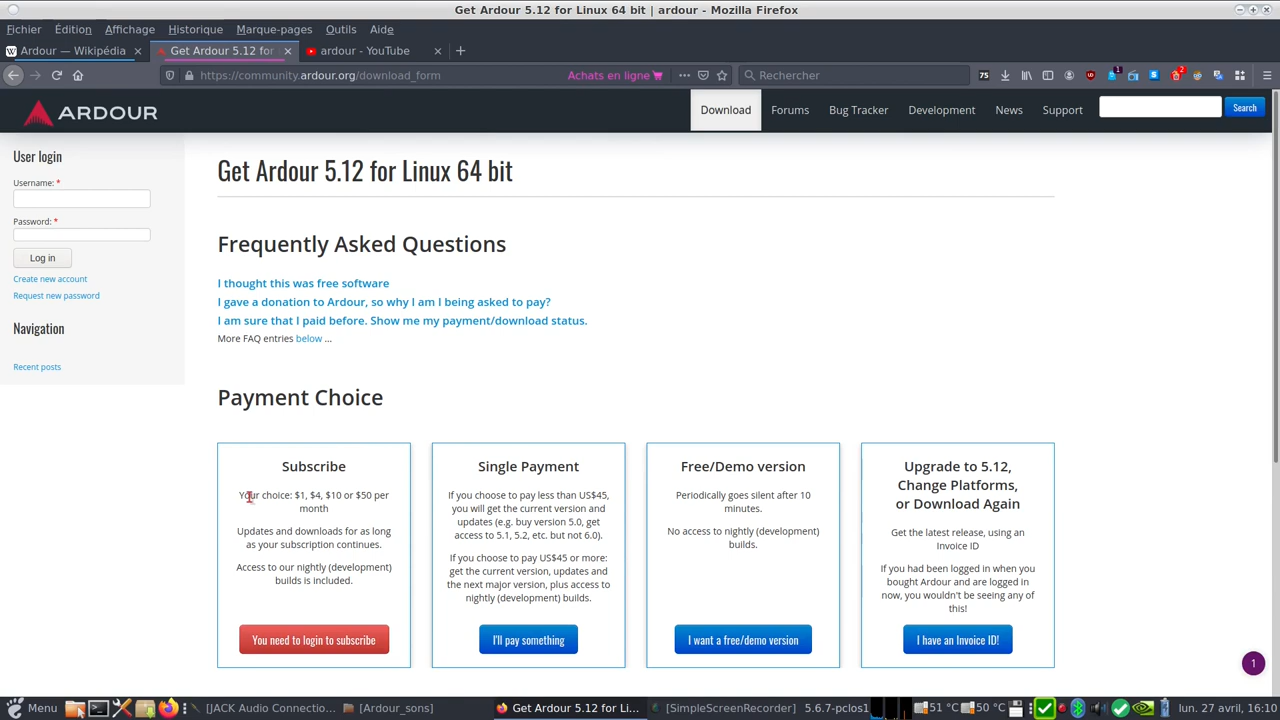 Get Ardour 5.12 for Linux 64 bit | ardour - Mozilla Firefox
Fichier Édition Affichage Historique Marque-pages Outils Aide
Ardour — Wikipédia
Get Ardour 5.12 for
ardour - YouTube
https://community.ardour.org/download_form
Achats en ligne
Rechercher
75
1
2
ARDOUR
Download
Forums
Bug Tracker
Development
News
Support
Search
User login
Username: *
Password: *
Log in
Create new account
Request new password
Navigation
Recent posts
Get Ardour 5.12 for Linux 64 bit
Frequently Asked Questions
I thought this was free software
I gave a donation to Ardour, so why I am I being asked to pay?
I am sure that I paid before. Show me my payment/download status.
More FAQ entries below ...
Payment Choice
Subscribe
Your choice: $1, $4, $10 or $50 per
month
Updates and downloads for as long
as your subscription continues.
Access to our nightly (development)
builds is included.
You need to login to subscribe
Single Payment
If you choose to pay less than US$45,
you will get the current version and
updates (e.g. buy version 5.0, get
access to 5.1, 5.2, etc. but not 6.0).
If you choose to pay US$45 or more:
get the current version, updates and
the next major version, plus access to
nightly (development) builds.
I'll pay something
Free/Demo version
Periodically goes silent after 10
minutes.
No access to nightly (development)
builds.
I want a free/demo version
Upgrade to 5.12,
Change Platforms,
or Download Again
Get the latest release, using an
Invoice ID
If you had been logged in when you
bought Ardour and are logged in
now, you wouldn't be seeing any of
this!
I have an Invoice ID!
1
Menu
[JACK Audio Connectio...
[Ardour_sons]
Get Ardour 5.12 for Li...
[SimpleScreenRecorder]
5.6.7-pclos1
51 °C
50 °C
lun. 27 avril, 16:10